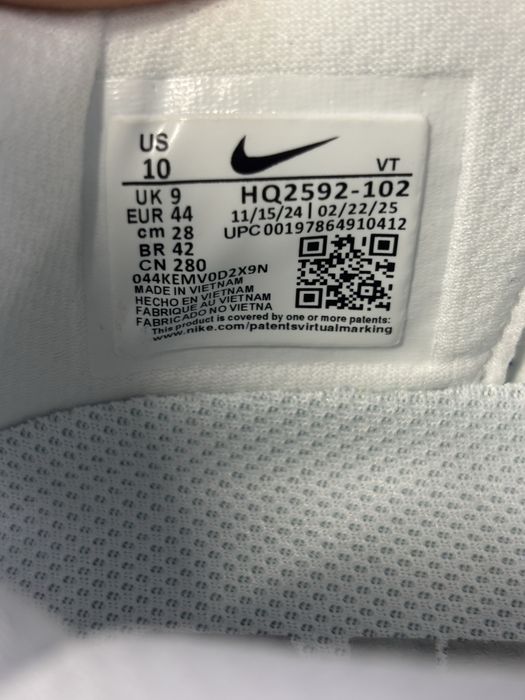 US
10
VT
UK 9
EUR 44
cm 28
BR 42
CN 280
HQ2592-102
11/15/24 | 02/22/25
UPC 00197864910412
044KEMV0D2X9N
MADE IN VIETNAM
HECHO EN VIETNAM
FABRIQUE AU VIETNAM
FABRICADO NO VIETNA
This product is covered by one or more patents:
www.nike.com/patentsvirtualmarking